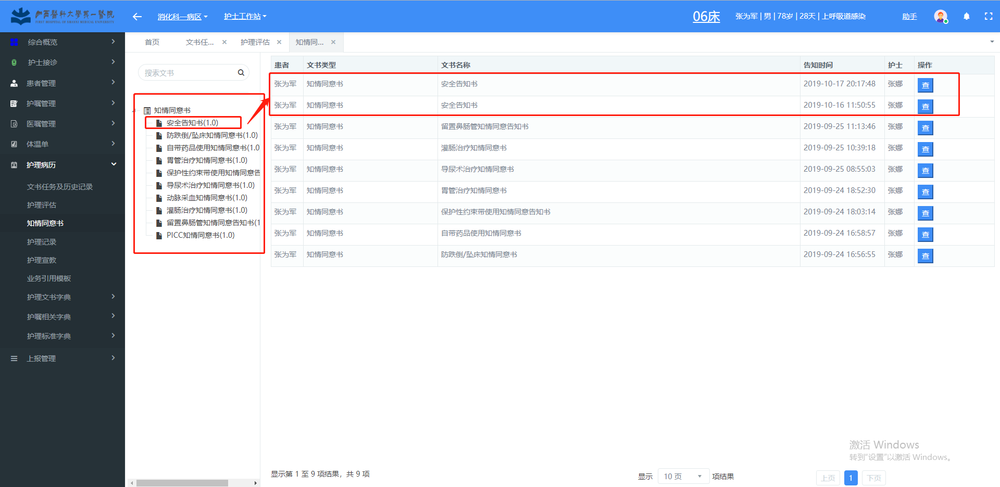 山西醫科大學第一醫院
FIRST HOSPITAL OF SHANXI MEDICAL UNIVERSITY
消化科一病区
护士工作站
06床
张为军 | 男 | 78岁 | 28天 | 上呼吸道感染
助手
综合概览
护士接诊
患者管理
护嘱管理
医嘱管理
体温单
护理病历
文书任务及历史记录
护理评估
知情同意书
护理记录
护理宣教
业务引用模板
护理文书字典
护嘱相关字典
护理标准字典
上报管理
首页
文书任...
护理评估
知情同...
搜索文书
知情同意书
安全告知书(1.0)
防跌倒/坠床知情同意书(1.0)
自带药品使用知情同意书(1.0
胃管治疗知情同意书(1.0)
保护性约束带使用知情同意告
导尿术治疗知情同意书(1.0)
动脉采血知情同意书(1.0)
灌肠治疗知情同意书(1.0)
留置鼻肠管知情同意告知书(1
PICC知情同意书(1.0)
患者 文书类型 文书名称 告知时间 护士 操作
张为军 知情同意书 安全告知书 2019-10-17 20:17:48 张娜 查
张为军 知情同意书 安全告知书 2019-10-16 11:50:55 张娜 查
张为军 知情同意书 留置鼻肠管知情同意告知书 2019-09-25 11:13:46 张娜 查
张为军 知情同意书 灌肠治疗知情同意书 2019-09-25 10:39:18 张娜 查
张为军 知情同意书 导尿术治疗知情同意书 2019-09-25 08:55:03 张娜 查
张为军 知情同意书 胃管治疗知情同意书 2019-09-24 18:52:30 张娜 查
张为军 知情同意书 保护性约束带使用知情同意告知书 2019-09-24 18:03:14 张娜 查
张为军 知情同意书 自带药品使用知情同意书 2019-09-24 16:58:57 张娜 查
张为军 知情同意书 防跌倒/坠床知情同意书 2019-09-24 16:56:55 张娜 查
激活 Windows
转到“设置”以激活 Windows。
显示第 1 至 9 项结果，共 9 项
显示 10 页 项结果
上页 1 下页